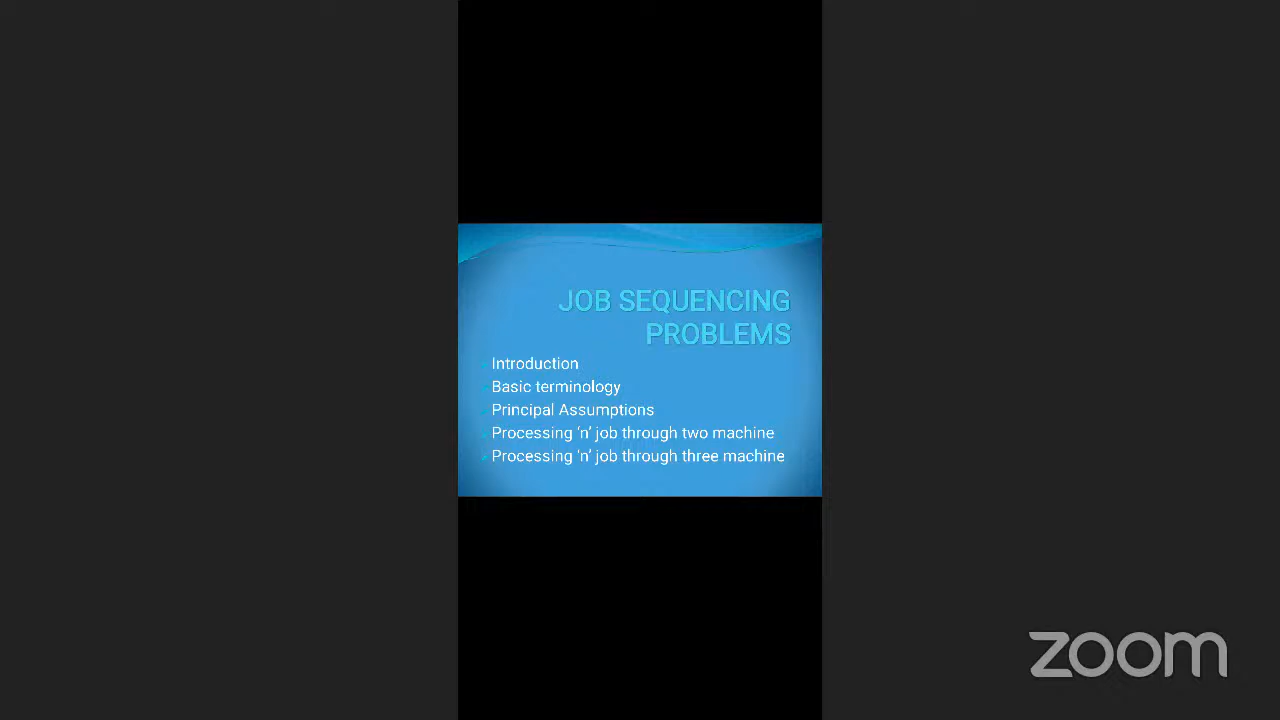 JOB SEQUENCING
PROBLEMS
Introduction
Basic terminology
Principal Assumptions
Processing ‘n’ job through two machine
Processing ‘n’ job through three machine
zoom